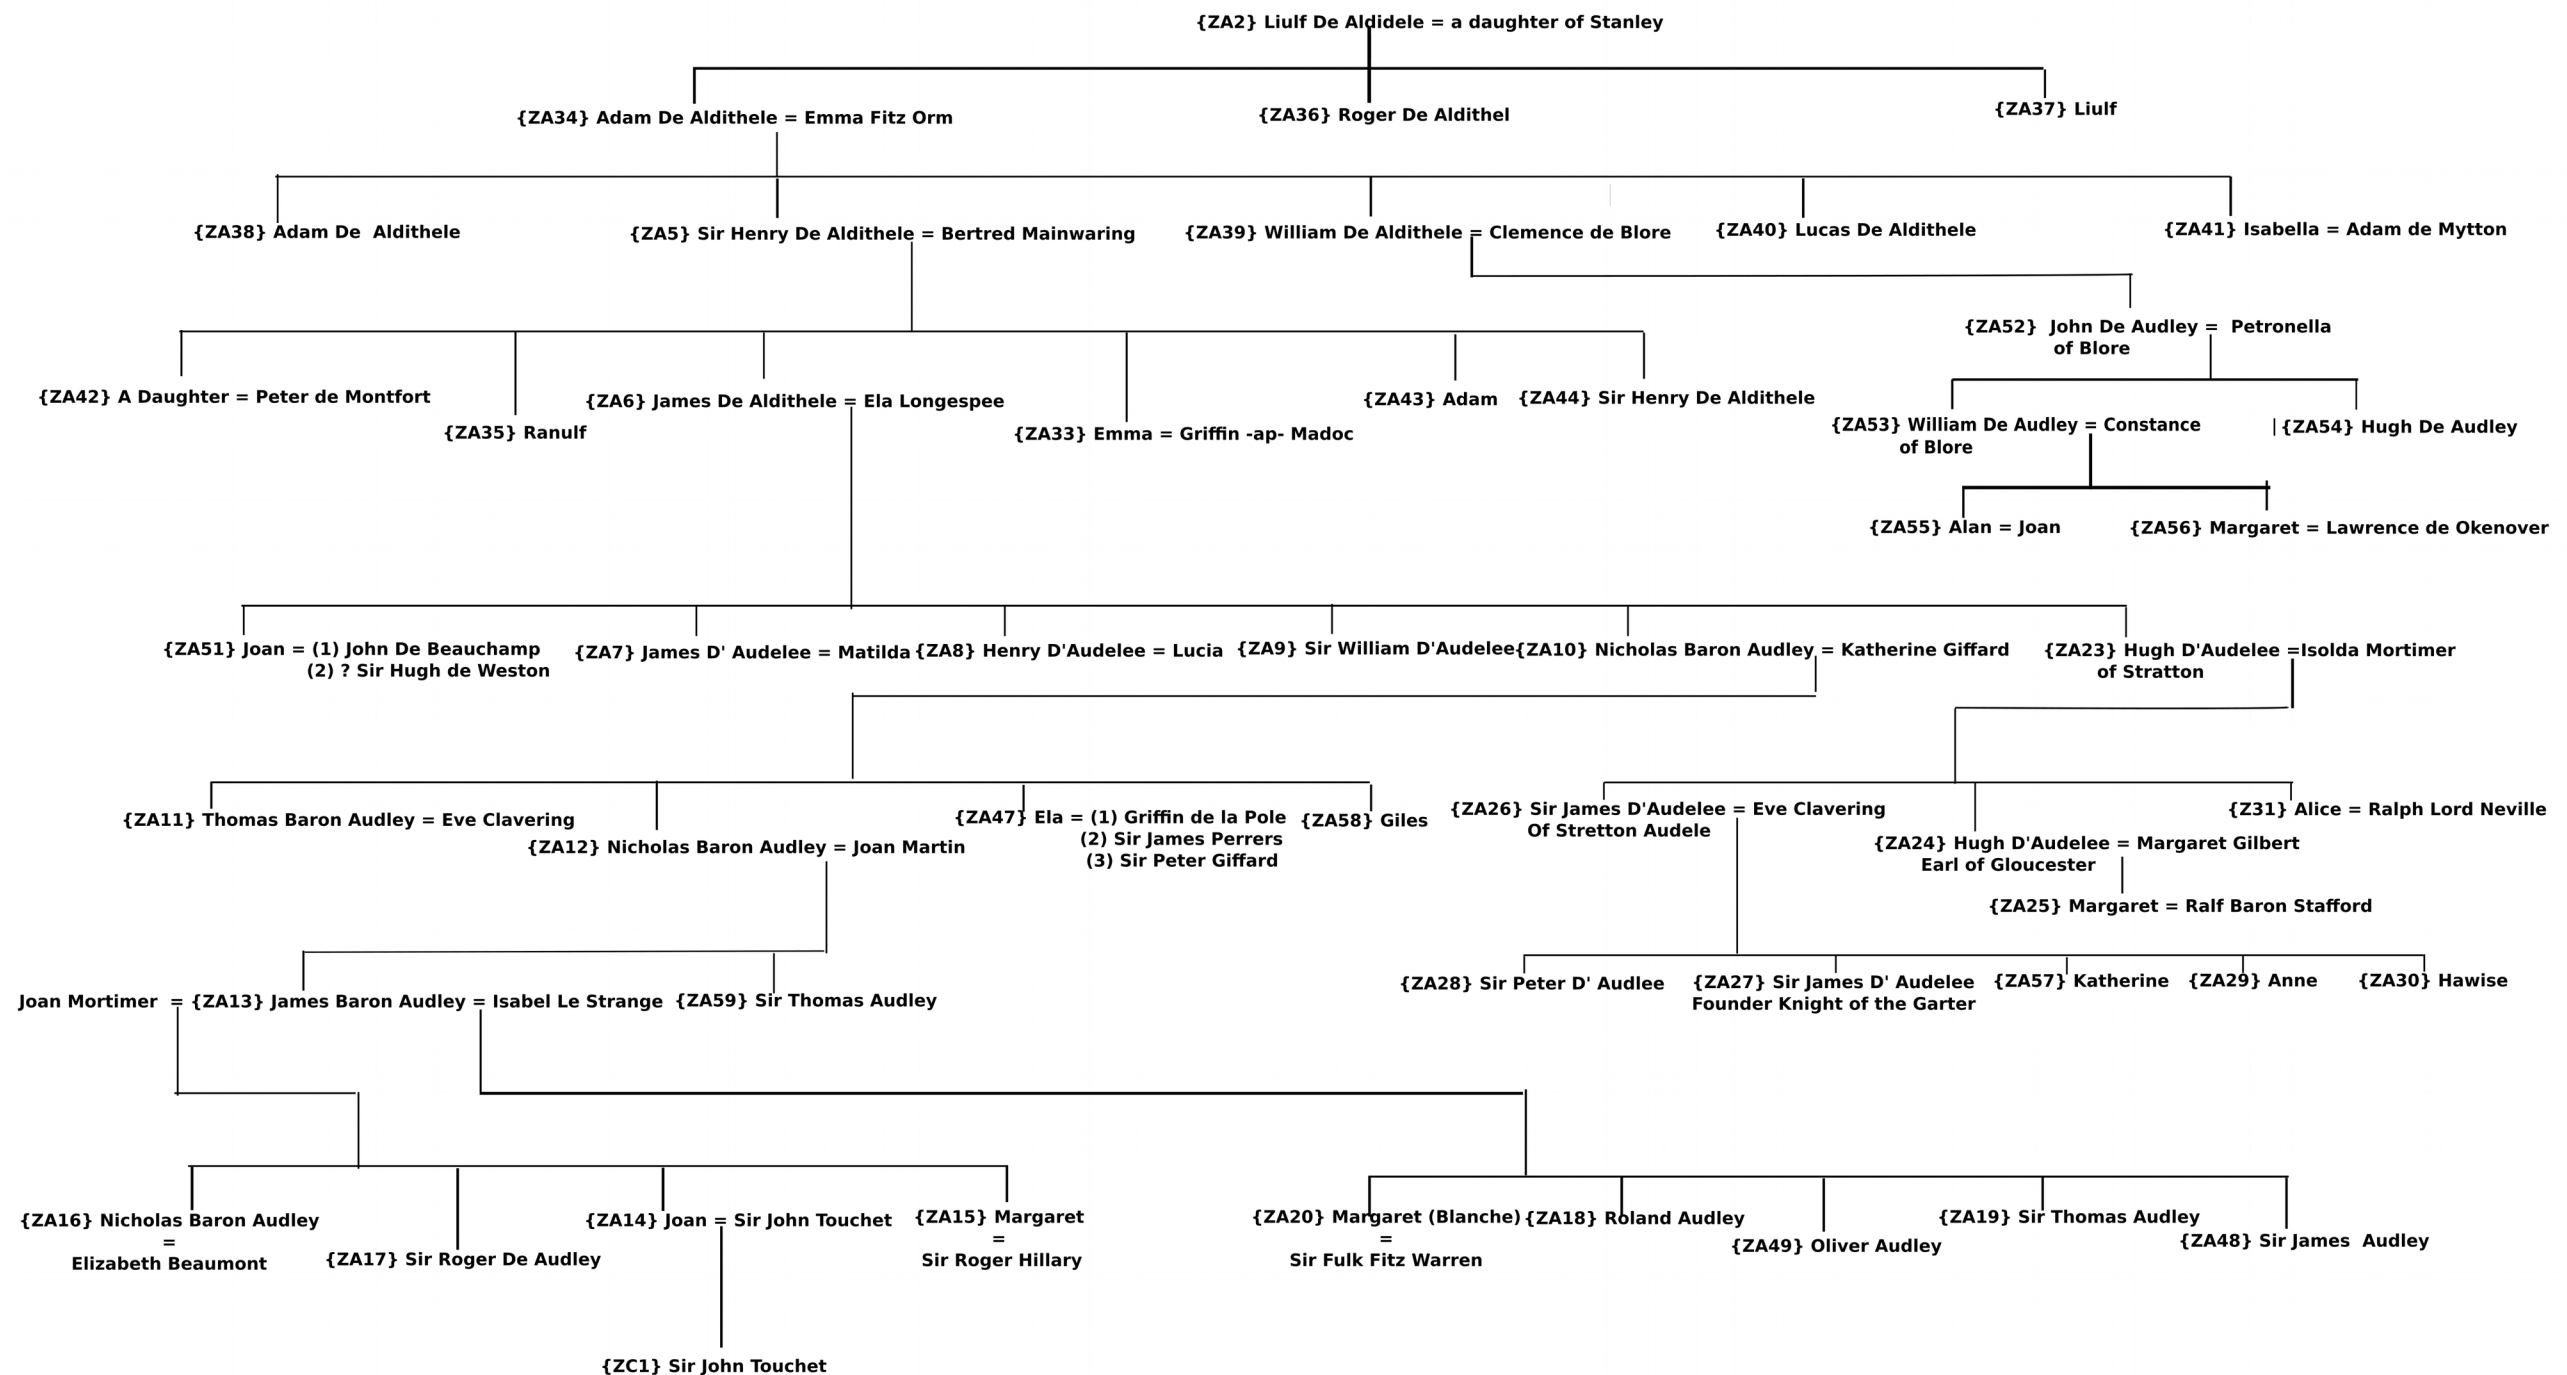 {ZA2} Liulf De Aldidele = a daughter of Stanley
{ZA34} Adam De Aldithele = Emma Fitz Orm
{ZA36} Roger De Aldithel
{ZA37} Liulf
{ZA38} Adam De  Aldithele
{ZA5} Sir Henry De Aldithele = Bertred Mainwaring
{ZA39} William De Aldithele = Clemence de Blore
{ZA40} Lucas De Aldithele
{ZA41} Isabella = Adam de Mytton
{ZA52}  John De Audley =  Petronella
of Blore
{ZA42} A Daughter = Peter de Montfort
{ZA35} Ranulf
{ZA6} James De Aldithele = Ela Longespee
{ZA33} Emma = Griffin -ap- Madoc
{ZA43} Adam
{ZA44} Sir Henry De Aldithele
{ZA53} William De Audley = Constance
of Blore
{ZA54} Hugh De Audley
{ZA55} Alan = Joan
{ZA56} Margaret = Lawrence de Okenover
{ZA51} Joan = (1) John De Beauchamp
(2) ? Sir Hugh de Weston
{ZA7} James D' Audelee = Matilda
{ZA8} Henry D'Audelee = Lucia
{ZA9} Sir William D'Audelee
{ZA10} Nicholas Baron Audley = Katherine Giffard
{ZA23} Hugh D'Audelee =Isolda Mortimer
of Stratton
{ZA11} Thomas Baron Audley = Eve Clavering
{ZA12} Nicholas Baron Audley = Joan Martin
{ZA47} Ela = (1) Griffin de la Pole
(2) Sir James Perrers
(3) Sir Peter Giffard
{ZA58} Giles
{ZA26} Sir James D'Audelee = Eve Clavering
Of Stretton Audele
{ZA24} Hugh D'Audelee = Margaret Gilbert
Earl of Gloucester
{Z31} Alice = Ralph Lord Neville
{ZA25} Margaret = Ralf Baron Stafford
Joan Mortimer  = {ZA13} James Baron Audley = Isabel Le Strange
{ZA59} Sir Thomas Audley
{ZA28} Sir Peter D' Audlee
{ZA27} Sir James D' Audelee
Founder Knight of the Garter
{ZA57} Katherine
{ZA29} Anne
{ZA30} Hawise
{ZA16} Nicholas Baron Audley
=
Elizabeth Beaumont
{ZA17} Sir Roger De Audley
{ZA14} Joan = Sir John Touchet
{ZA15} Margaret
=
Sir Roger Hillary
{ZA20} Margaret (Blanche)
=
Sir Fulk Fitz Warren
{ZA18} Roland Audley
{ZA49} Oliver Audley
{ZA19} Sir Thomas Audley
{ZA48} Sir James  Audley
{ZC1} Sir John Touchet